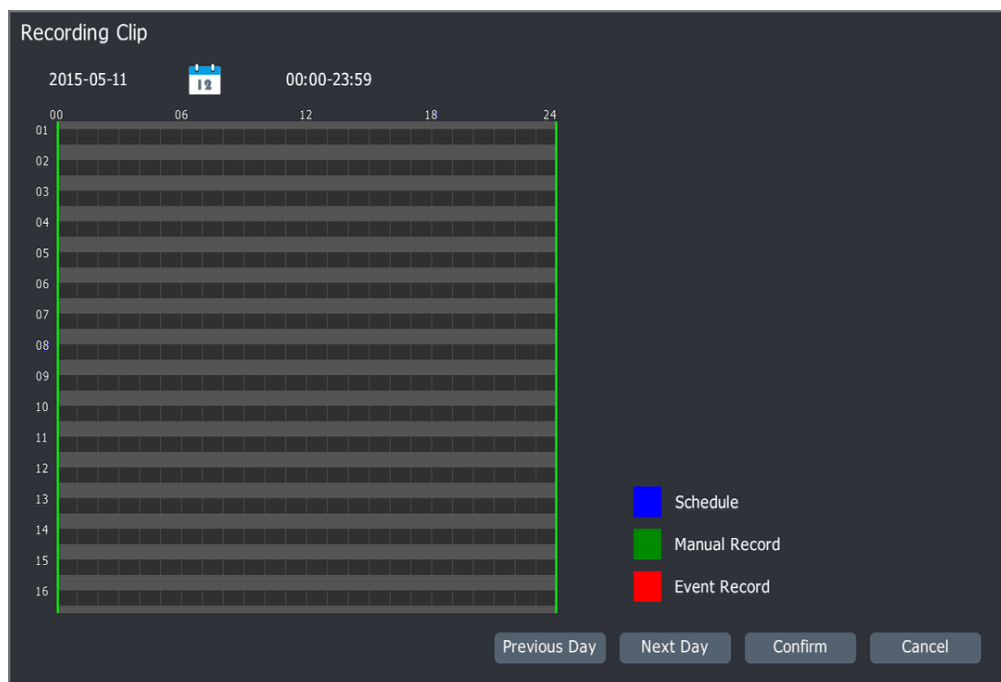 Recording Clip
2015-05-11 12 00:00-23:59
00 06 12 18 24
01
02
03
04
05
06
07
08
09
10
11
12
13
14
15
16
Schedule
Manual Record
Event Record
Previous Day Next Day Confirm Cancel